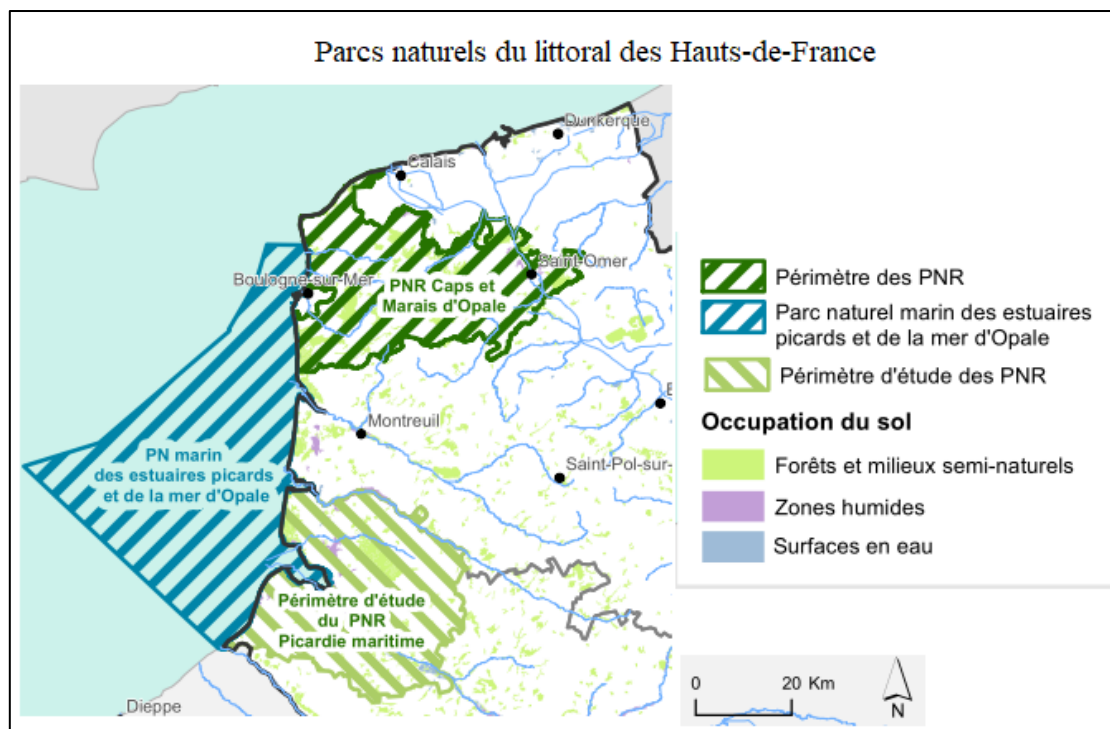 Parcs naturels du littoral des Hauts-de-France
Dunkerque
Calais
Saint-Omer
Boulogne-sur-Mer
PNR Caps et
Marais d'Opale
Montreuil
PN marin
des estuaires picards
et de la mer d'Opale
Saint-Pol-sur-
Périmètre d'étude
du PNR
Picardie maritime
Dieppe
Périmètre des PNR
Parc naturel marin des estuaires
picards et de la mer d'Opale
Périmètre d'étude des PNR
Occupation du sol
Forêts et milieux semi-naturels
Zones humides
Surfaces en eau
0 20 Km
N